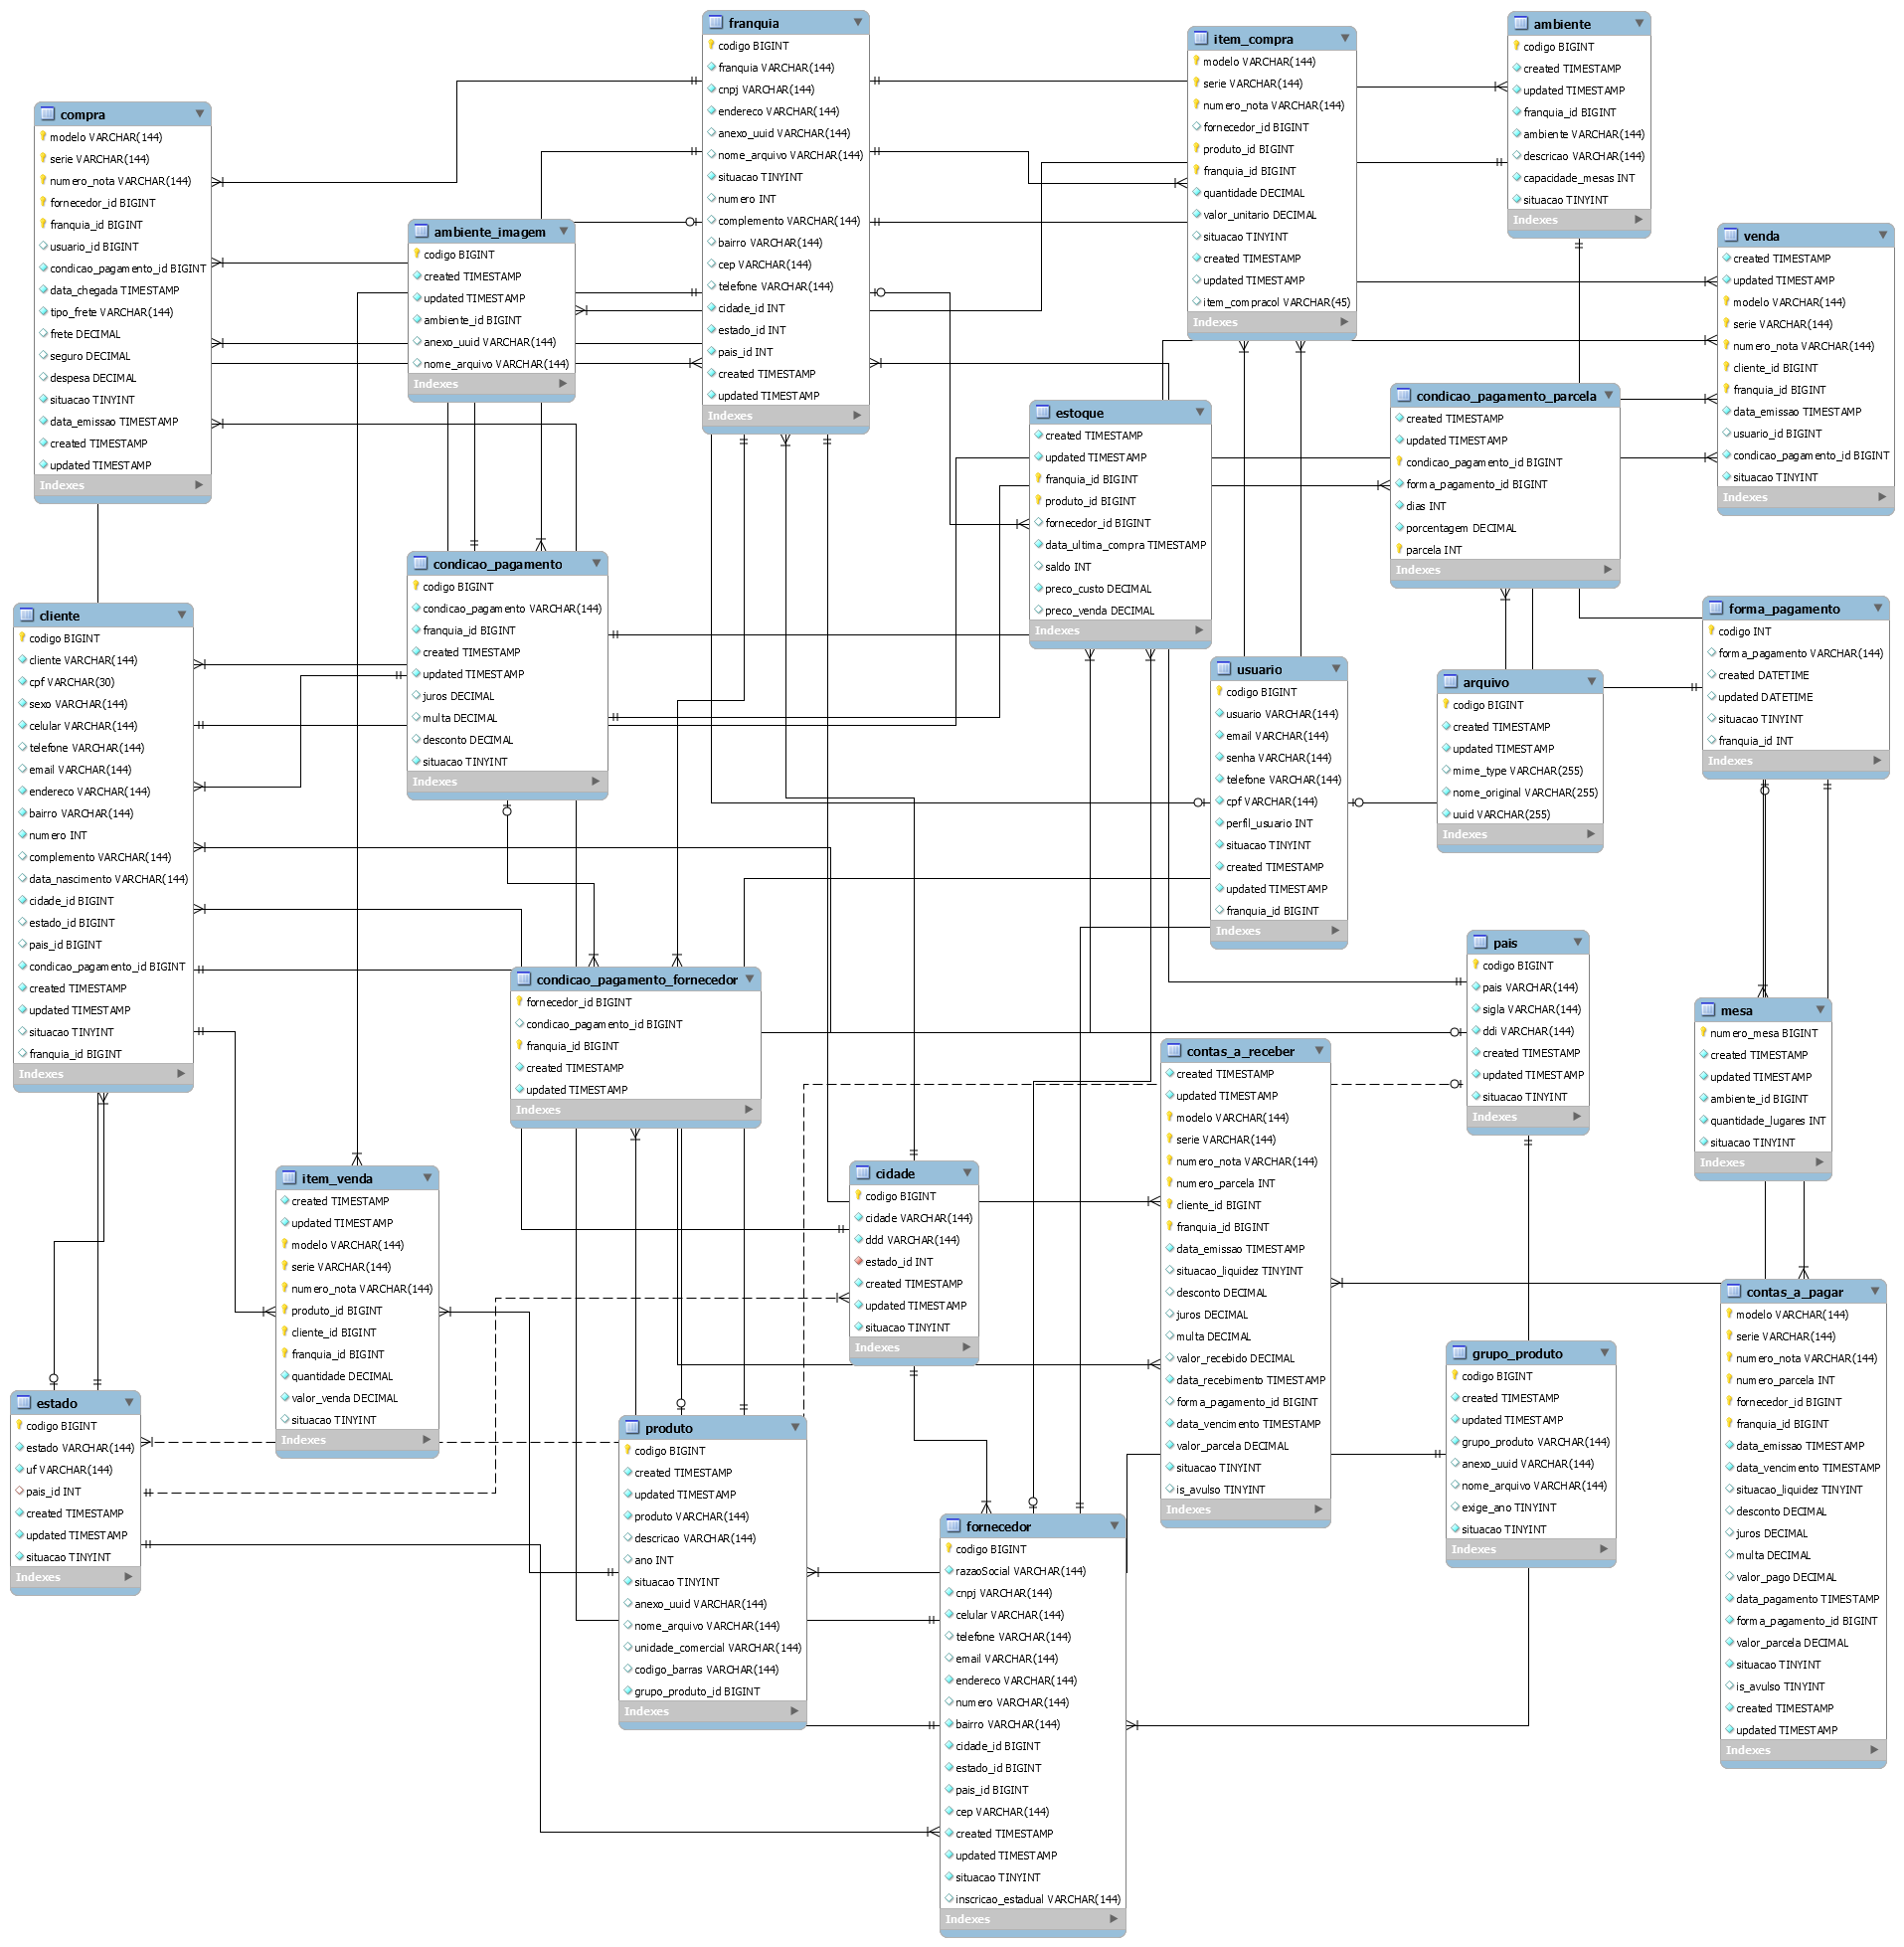 franquia
codigo BIGINT
franquia VARCHAR(144)
cnpj VARCHAR(144)
endereco VARCHAR(144)
anexo_uuid VARCHAR(144)
nome_arquivo VARCHAR(144)
situacao TINYINT
numero INT
complemento VARCHAR(144)
bairro VARCHAR(144)
cep VARCHAR(144)
telefone VARCHAR(144)
cidade_id INT
estado_id INT
pais_id INT
created TIMESTAMP
updated TIMESTAMP
Indexes
item_compra
modelo VARCHAR(144)
serie VARCHAR(144)
numero_nota VARCHAR(144)
fornecedor_id BIGINT
produto_id BIGINT
franquia_id BIGINT
quantidade DECIMAL
valor_unitario DECIMAL
situacao TINYINT
created TIMESTAMP
updated TIMESTAMP
item_compracol VARCHAR(45)
Indexes
ambiente
codigo BIGINT
created TIMESTAMP
updated TIMESTAMP
franquia_id BIGINT
ambiente VARCHAR(144)
descricao VARCHAR(144)
capacidade_mesas INT
situacao TINYINT
Indexes
compra
modelo VARCHAR(144)
serie VARCHAR(144)
numero_nota VARCHAR(144)
fornecedor_id BIGINT
franquia_id BIGINT
usuario_id BIGINT
condicao_pagamento_id BIGINT
data_chegada TIMESTAMP
tipo_frete VARCHAR(144)
frete DECIMAL
seguro DECIMAL
despesa DECIMAL
situacao TINYINT
data_emissao TIMESTAMP
created TIMESTAMP
updated TIMESTAMP
Indexes
ambiente_imagem
codigo BIGINT
created TIMESTAMP
updated TIMESTAMP
ambiente_id BIGINT
anexo_uuid VARCHAR(144)
nome_arquivo VARCHAR(144)
Indexes
venda
created TIMESTAMP
updated TIMESTAMP
modelo VARCHAR(144)
serie VARCHAR(144)
numero_nota VARCHAR(144)
cliente_id BIGINT
franquia_id BIGINT
data_emissao TIMESTAMP
usuario_id BIGINT
condicao_pagamento_id BIGINT
situacao TINYINT
Indexes
estoque
created TIMESTAMP
updated TIMESTAMP
franquia_id BIGINT
produto_id BIGINT
fornecedor_id BIGINT
data_ultima_compra TIMESTAMP
saldo INT
preco_custo DECIMAL
preco_venda DECIMAL
Indexes
condicao_pagamento_parcela
created TIMESTAMP
updated TIMESTAMP
condicao_pagamento_id BIGINT
forma_pagamento_id BIGINT
dias INT
porcentagem DECIMAL
parcela INT
Indexes
condicao_pagamento
codigo BIGINT
condicao_pagamento VARCHAR(144)
franquia_id BIGINT
created TIMESTAMP
updated TIMESTAMP
juros DECIMAL
multa DECIMAL
desconto DECIMAL
situacao TINYINT
Indexes
cliente
codigo BIGINT
cliente VARCHAR(144)
cpf VARCHAR(30)
sexo VARCHAR(144)
celular VARCHAR(144)
telefone VARCHAR(144)
email VARCHAR(144)
endereco VARCHAR(144)
bairro VARCHAR(144)
numero INT
complemento VARCHAR(144)
data_nascimento VARCHAR(144)
cidade_id BIGINT
estado_id BIGINT
pais_id BIGINT
condicao_pagamento_id BIGINT
created TIMESTAMP
updated TIMESTAMP
situacao TINYINT
franquia_id BIGINT
Indexes
forma_pagamento
codigo INT
forma_pagamento VARCHAR(144)
created DATETIME
updated DATETIME
situacao TINYINT
franquia_id INT
Indexes
usuario
codigo BIGINT
usuario VARCHAR(144)
email VARCHAR(144)
senha VARCHAR(144)
telefone VARCHAR(144)
cpf VARCHAR(144)
perfil_usuario INT
situacao TINYINT
created TIMESTAMP
updated TIMESTAMP
franquia_id BIGINT
Indexes
arquivo
codigo BIGINT
created TIMESTAMP
updated TIMESTAMP
mime_type VARCHAR(255)
nome_original VARCHAR(255)
uuid VARCHAR(255)
Indexes
pais
codigo BIGINT
pais VARCHAR(144)
sigla VARCHAR(144)
ddi VARCHAR(144)
created TIMESTAMP
updated TIMESTAMP
situacao TINYINT
Indexes
condicao_pagamento_fornecedor
fornecedor_id BIGINT
condicao_pagamento_id BIGINT
franquia_id BIGINT
created TIMESTAMP
updated TIMESTAMP
Indexes
mesa
numero_mesa BIGINT
created TIMESTAMP
updated TIMESTAMP
ambiente_id BIGINT
quantidade_lugares INT
situacao TINYINT
Indexes
contas_a_receber
created TIMESTAMP
updated TIMESTAMP
modelo VARCHAR(144)
serie VARCHAR(144)
numero_nota VARCHAR(144)
numero_parcela INT
cliente_id BIGINT
franquia_id BIGINT
data_emissao TIMESTAMP
situacao_liquidez TINYINT
desconto DECIMAL
juros DECIMAL
multa DECIMAL
valor_recebido DECIMAL
data_recebimento TIMESTAMP
forma_pagamento_id BIGINT
data_vencimento TIMESTAMP
valor_parcela DECIMAL
situacao TINYINT
is_avulso TINYINT
Indexes
item_venda
created TIMESTAMP
updated TIMESTAMP
modelo VARCHAR(144)
serie VARCHAR(144)
numero_nota VARCHAR(144)
produto_id BIGINT
cliente_id BIGINT
franquia_id BIGINT
quantidade DECIMAL
valor_venda DECIMAL
situacao TINYINT
Indexes
cidade
codigo BIGINT
cidade VARCHAR(144)
ddd VARCHAR(144)
estado_id INT
created TIMESTAMP
updated TIMESTAMP
situacao TINYINT
Indexes
contas_a_pagar
modelo VARCHAR(144)
serie VARCHAR(144)
numero_nota VARCHAR(144)
numero_parcela INT
fornecedor_id BIGINT
franquia_id BIGINT
data_emissao TIMESTAMP
data_vencimento TIMESTAMP
situacao_liquidez TINYINT
desconto DECIMAL
juros DECIMAL
multa DECIMAL
valor_pago DECIMAL
data_pagamento TIMESTAMP
forma_pagamento_id BIGINT
valor_parcela DECIMAL
situacao TINYINT
is_avulso TINYINT
created TIMESTAMP
updated TIMESTAMP
Indexes
grupo_produto
codigo BIGINT
created TIMESTAMP
updated TIMESTAMP
grupo_produto VARCHAR(144)
anexo_uuid VARCHAR(144)
nome_arquivo VARCHAR(144)
exige_ano TINYINT
situacao TINYINT
Indexes
estado
codigo BIGINT
estado VARCHAR(144)
uf VARCHAR(144)
pais_id INT
created TIMESTAMP
updated TIMESTAMP
situacao TINYINT
Indexes
produto
codigo BIGINT
created TIMESTAMP
updated TIMESTAMP
produto VARCHAR(144)
descricao VARCHAR(144)
ano INT
situacao TINYINT
anexo_uuid VARCHAR(144)
nome_arquivo VARCHAR(144)
unidade_comercial VARCHAR(144)
codigo_barras VARCHAR(144)
grupo_produto_id BIGINT
Indexes
fornecedor
codigo BIGINT
razaoSocial VARCHAR(144)
cnpj VARCHAR(144)
celular VARCHAR(144)
telefone VARCHAR(144)
email VARCHAR(144)
endereco VARCHAR(144)
numero VARCHAR(144)
bairro VARCHAR(144)
cidade_id BIGINT
estado_id BIGINT
pais_id BIGINT
cep VARCHAR(144)
created TIMESTAMP
updated TIMESTAMP
situacao TINYINT
inscricao_estadual VARCHAR(144)
Indexes